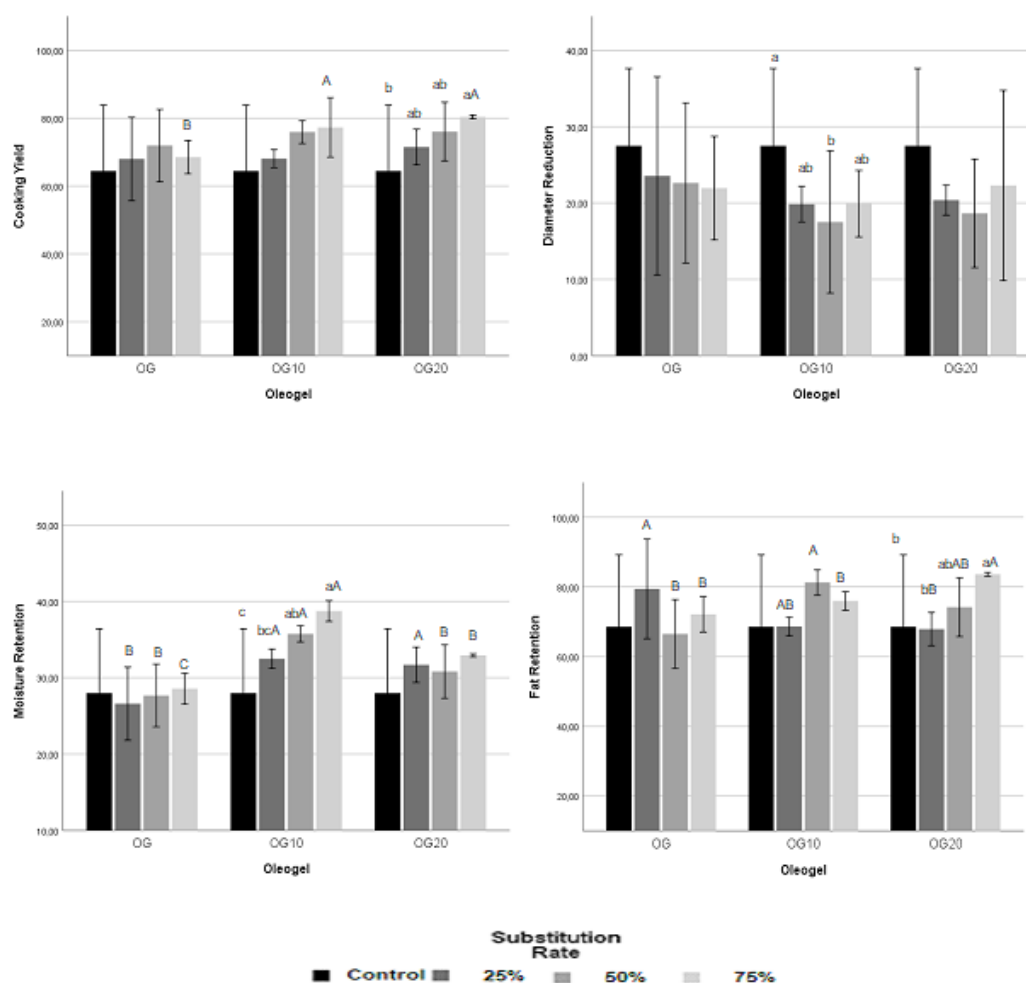 100,00
80,00
60,00
40,00
20,00
Cooking Yield
B
A
b
ab
ab
aA
OG
OG10
OG20
Oleogel
40,00
30,00
20,00
10,00
0,00
Diameter Reduction
a
ab
b
ab
OG
OG10
OG20
Oleogel
50,00
40,00
30,00
20,00
10,00
Moisture Retention
B
B
C
c
bcA
abA
aA
A
B
B
OG
OG10
OG20
Oleogel
100,00
80,00
60,00
40,00
20,00
Fat Retention
A
B
B
AB
A
B
b
bB
abAB
aA
OG
OG10
OG20
Oleogel
Substitution
Rate
Control 25% 50% 75%